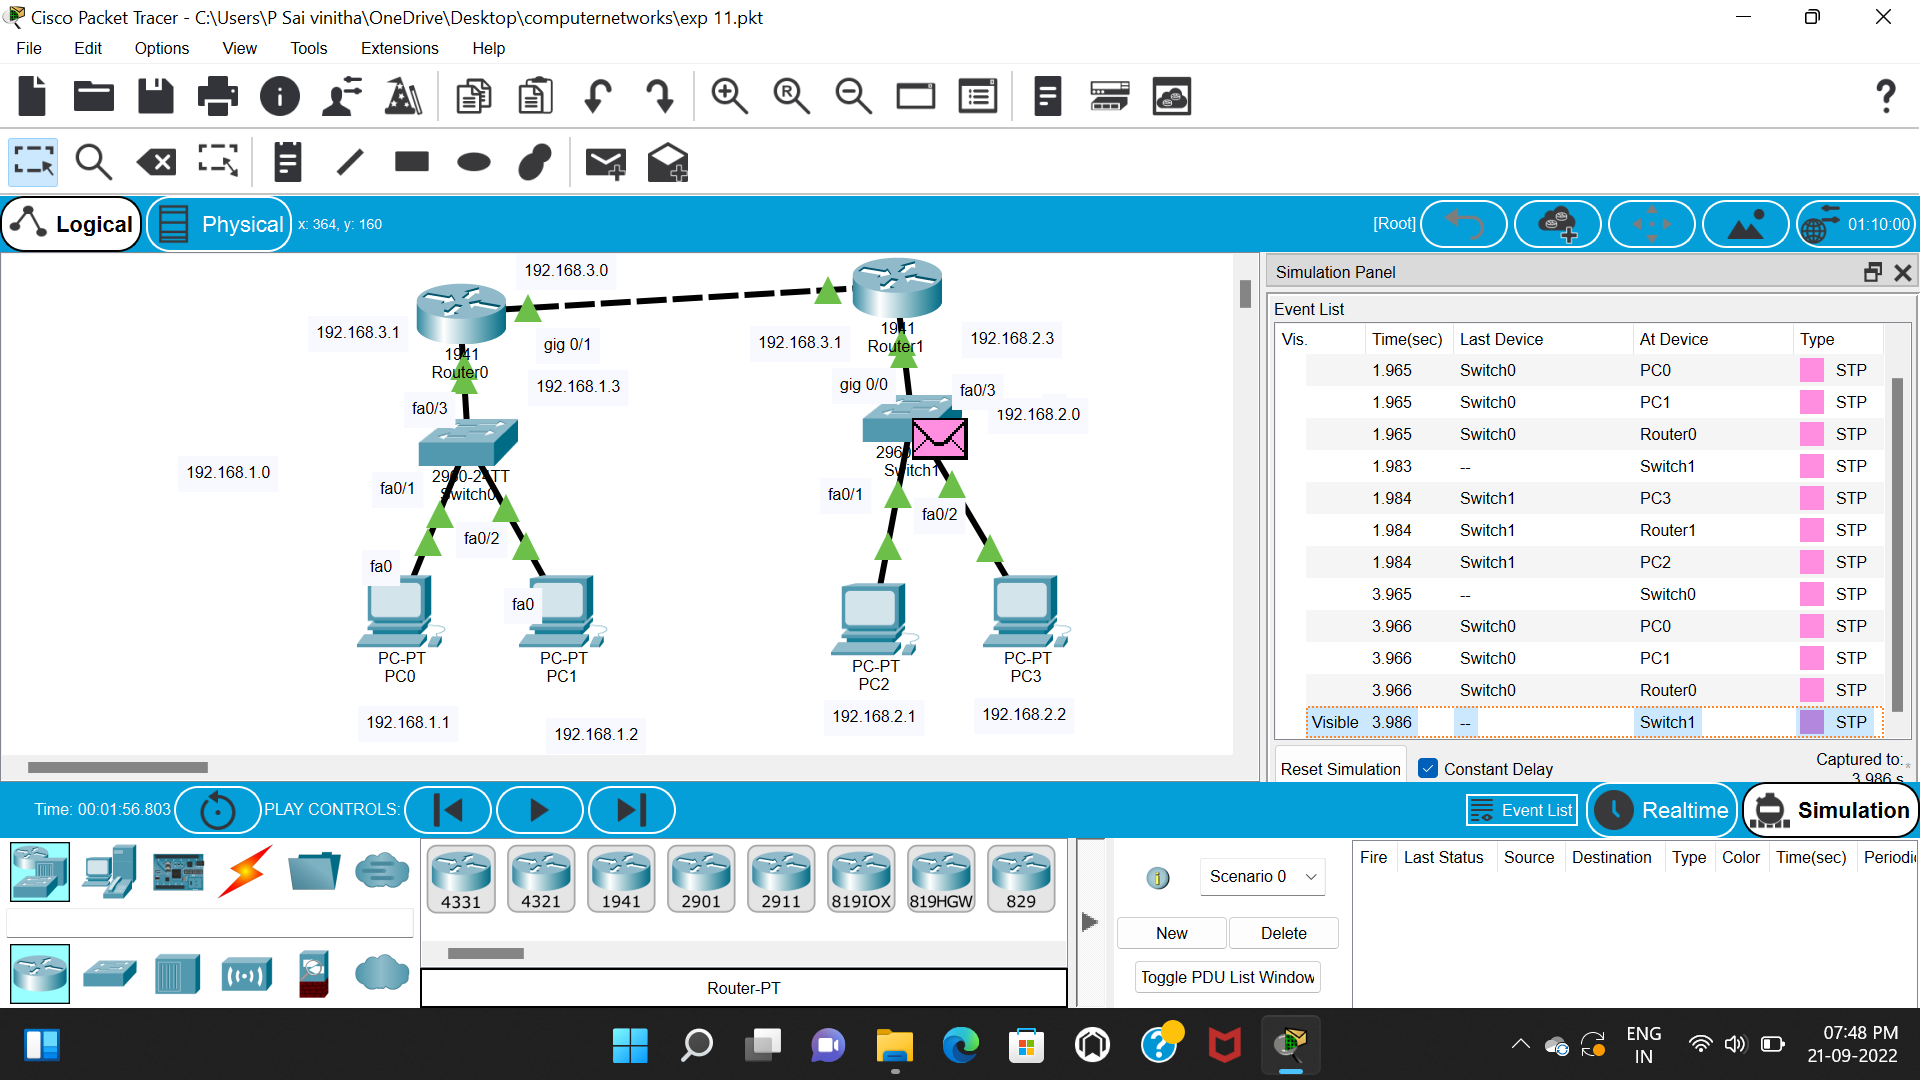 Cisco Packet Tracer - C:\Users\P Sai vinitha\OneDrive\Desktop\computernetworks\exp 11.pkt
File Edit Options View Tools Extensions Help
Logical Physical x: 364, y: 160 [Root] 01:10:00
192.168.3.0
192.168.3.1
1941
Router0
gig 0/1
192.168.1.3
fa0/3
192.168.1.0
2960-24TT
Switch0
fa0/1
fa0/2
fa0
fa0
PC-PT
PC0
PC-PT
PC1
192.168.1.1
192.168.1.2
192.168.3.1
1941
Router1
192.168.2.3
gig 0/0
fa0/3
192.168.2.0
2960
Switch1
fa0/1
fa0/2
PC-PT
PC2
PC-PT
PC3
192.168.2.1
192.168.2.2
Simulation Panel
Event List
Vis. Time(sec) Last Device At Device Type
1.965 Switch0 PC0 STP
1.965 Switch0 PC1 STP
1.965 Switch0 Router0 STP
1.983 -- Switch1 STP
1.984 Switch1 PC3 STP
1.984 Switch1 Router1 STP
1.984 Switch1 PC2 STP
3.965 -- Switch0 STP
3.966 Switch0 PC0 STP
3.966 Switch0 PC1 STP
3.966 Switch0 Router0 STP
Visible 3.986 -- Switch1 STP
Reset Simulation Constant Delay Captured to: *
3.986 s
Time: 00:01:56.803 PLAY CONTROLS: Event List Realtime Simulation
4331 4321 1941 2901 2911 819IOX 819HGW 829
Router-PT
Scenario 0
New Delete
Toggle PDU List Window
Fire Last Status Source Destination Type Color Time(sec) Periodic
ENG
IN
07:48 PM
21-09-2022